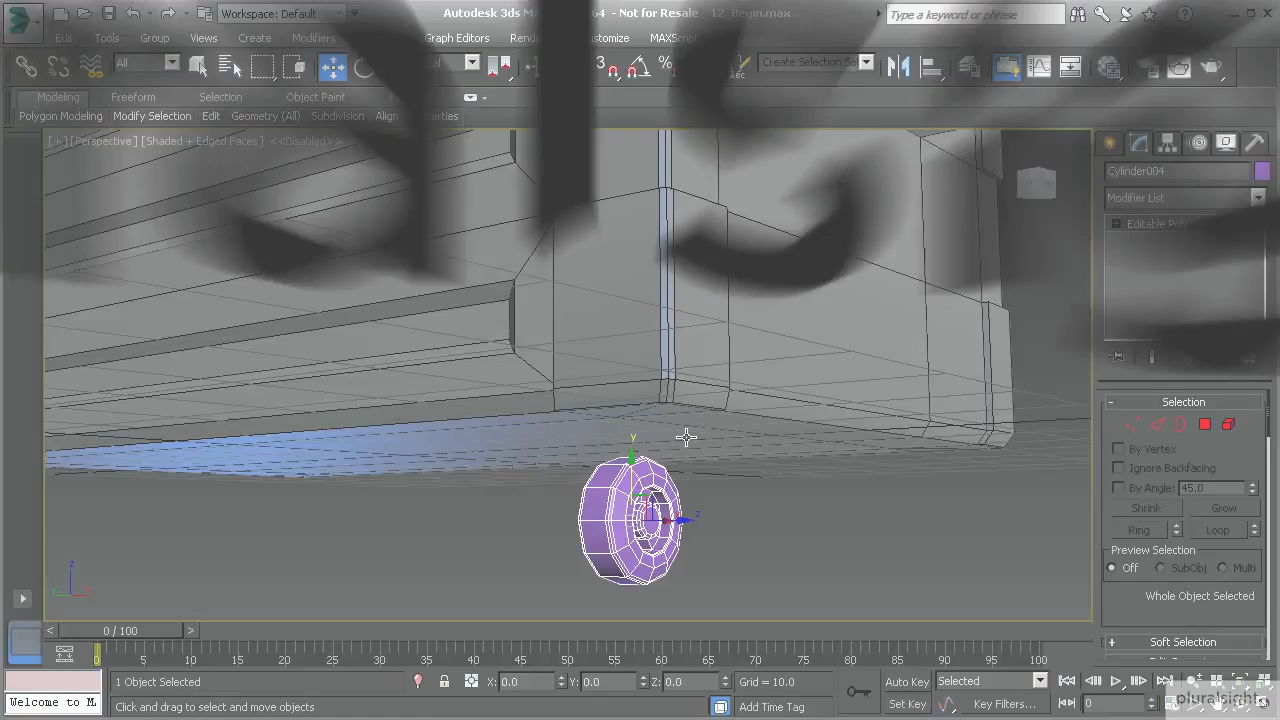 Workspace: Default
Autodesk 3ds M
64 - Not for Resale
12_Begin.max
Type a keyword or phrase
Edit
Tools
Group
Views
Create
Modifiers
Graph Editors
Customize
MAXScript
All
3
%
ABC
Create Selection Se
Modeling
Freeform
Selection
Object Paint
Polygon Modeling
Modify Selection
Edit
Geometry (All)
Subdivision
Align
[+] [Perspective] [Shaded + Edged Faces] <<Disabled>>
Cylinder004
Modifier List
Editable Poly
Selection
By Vertex
Ignore Backfacing
By Angle:
45.0
Shrink
Grow
Ring
Loop
Preview Selection
Off
SubObj
Multi
Whole Object Selected
Soft Selection
y
z
z
y
x
0 / 100
0
5
10
15
20
25
30
35
40
45
50
55
60
65
70
75
80
85
90
95
100
1 Object Selected
X: 0.0
Y: 0.0
Z: 0.0
Grid = 10.0
Auto Key
Selected
Welcome to M
Click and drag to select and move objects
Add Time Tag
Set Key
Key Filters...
0
pluralsight